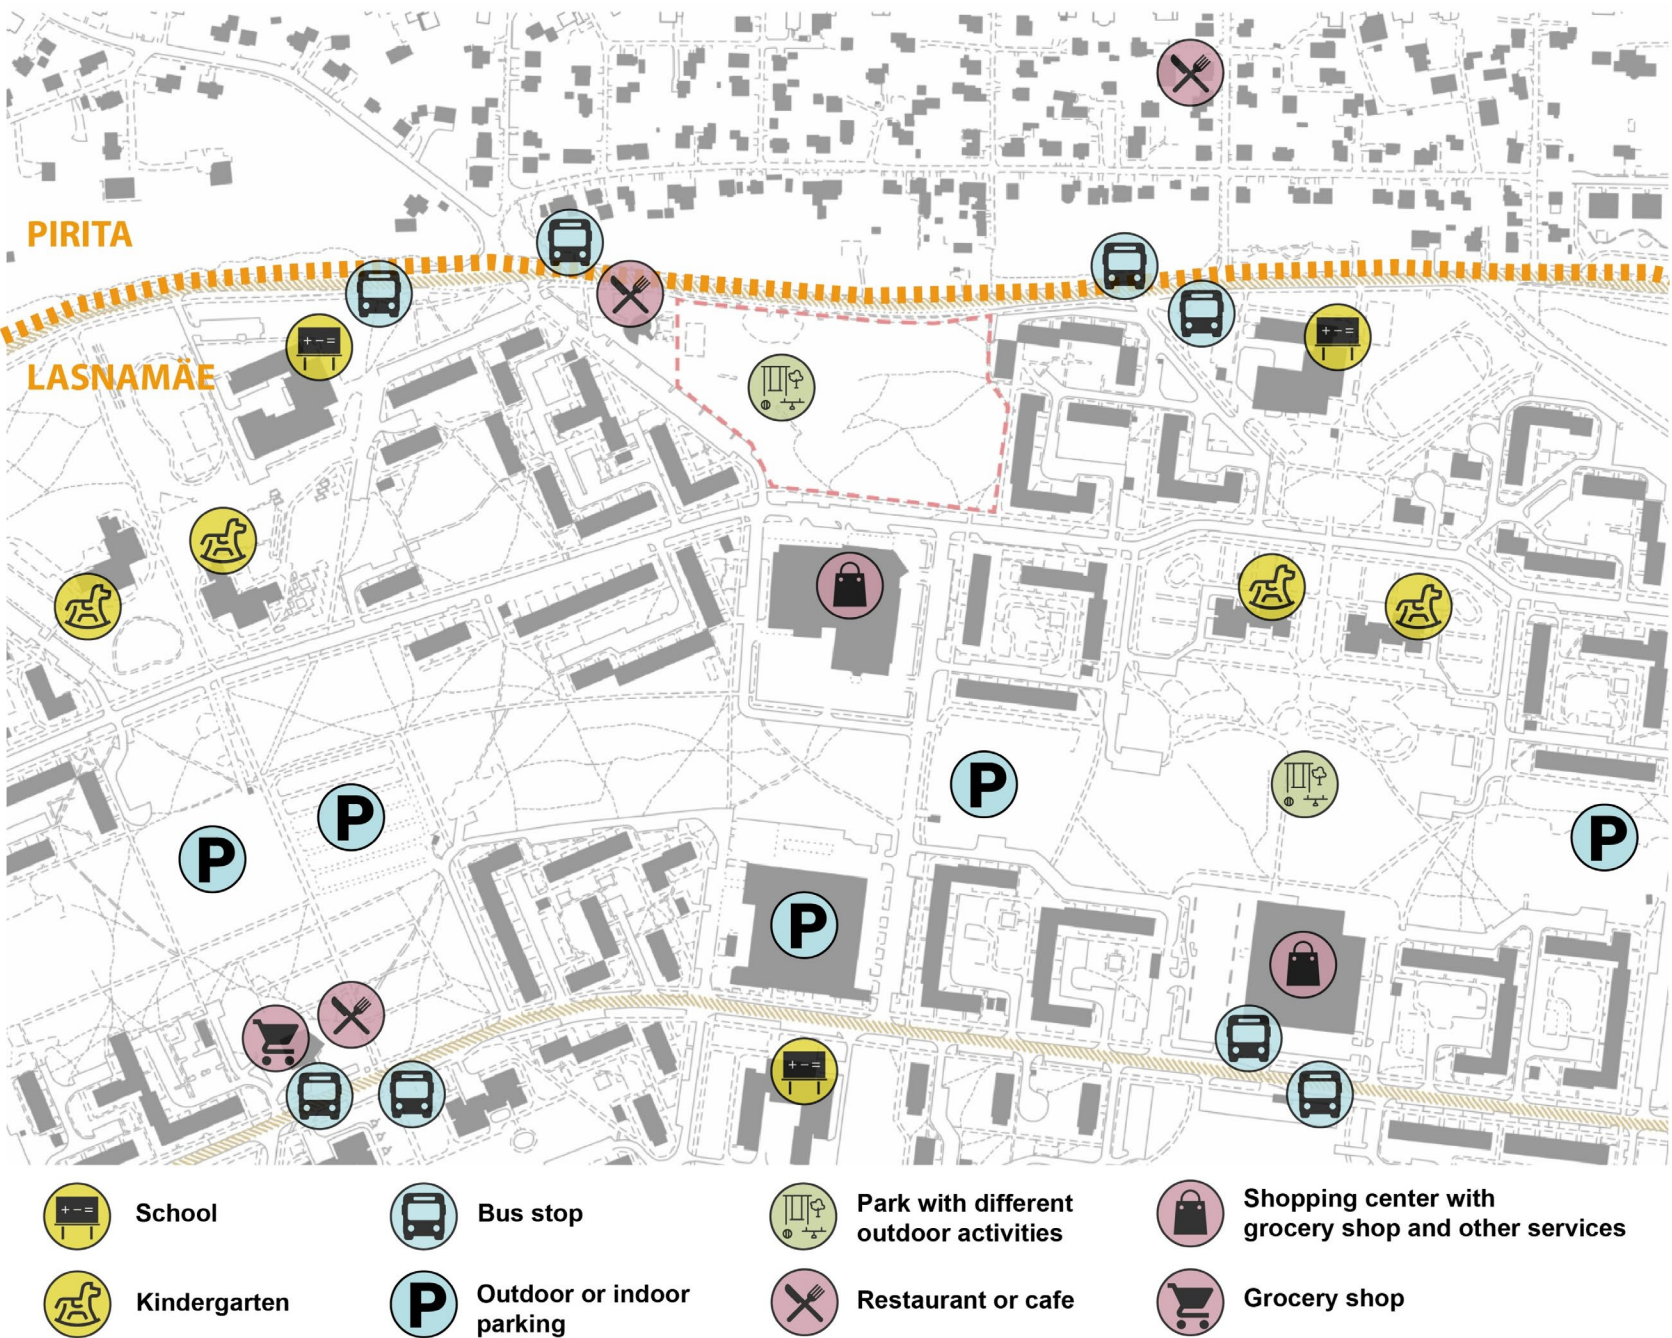 PIRITA
LASNAMÄE
+ - =
P
P
P
P
P
+ - =
+ - =
+ - =
School
Bus stop
Park with different
outdoor activities
Shopping center with
grocery shop and other services
Kindergarten
P
Outdoor or indoor
parking
Restaurant or cafe
Grocery shop